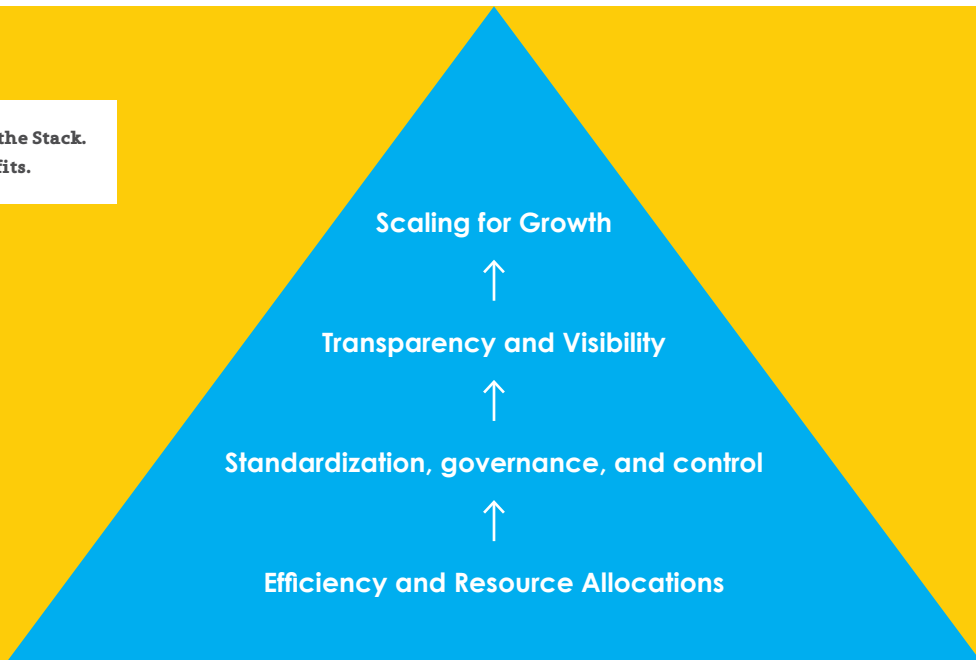 the Stack.
fits.
Scaling for Growth
↑
Transparency and Visibility
↑
Standardization, governance, and control
↑
Efficiency and Resource Allocations